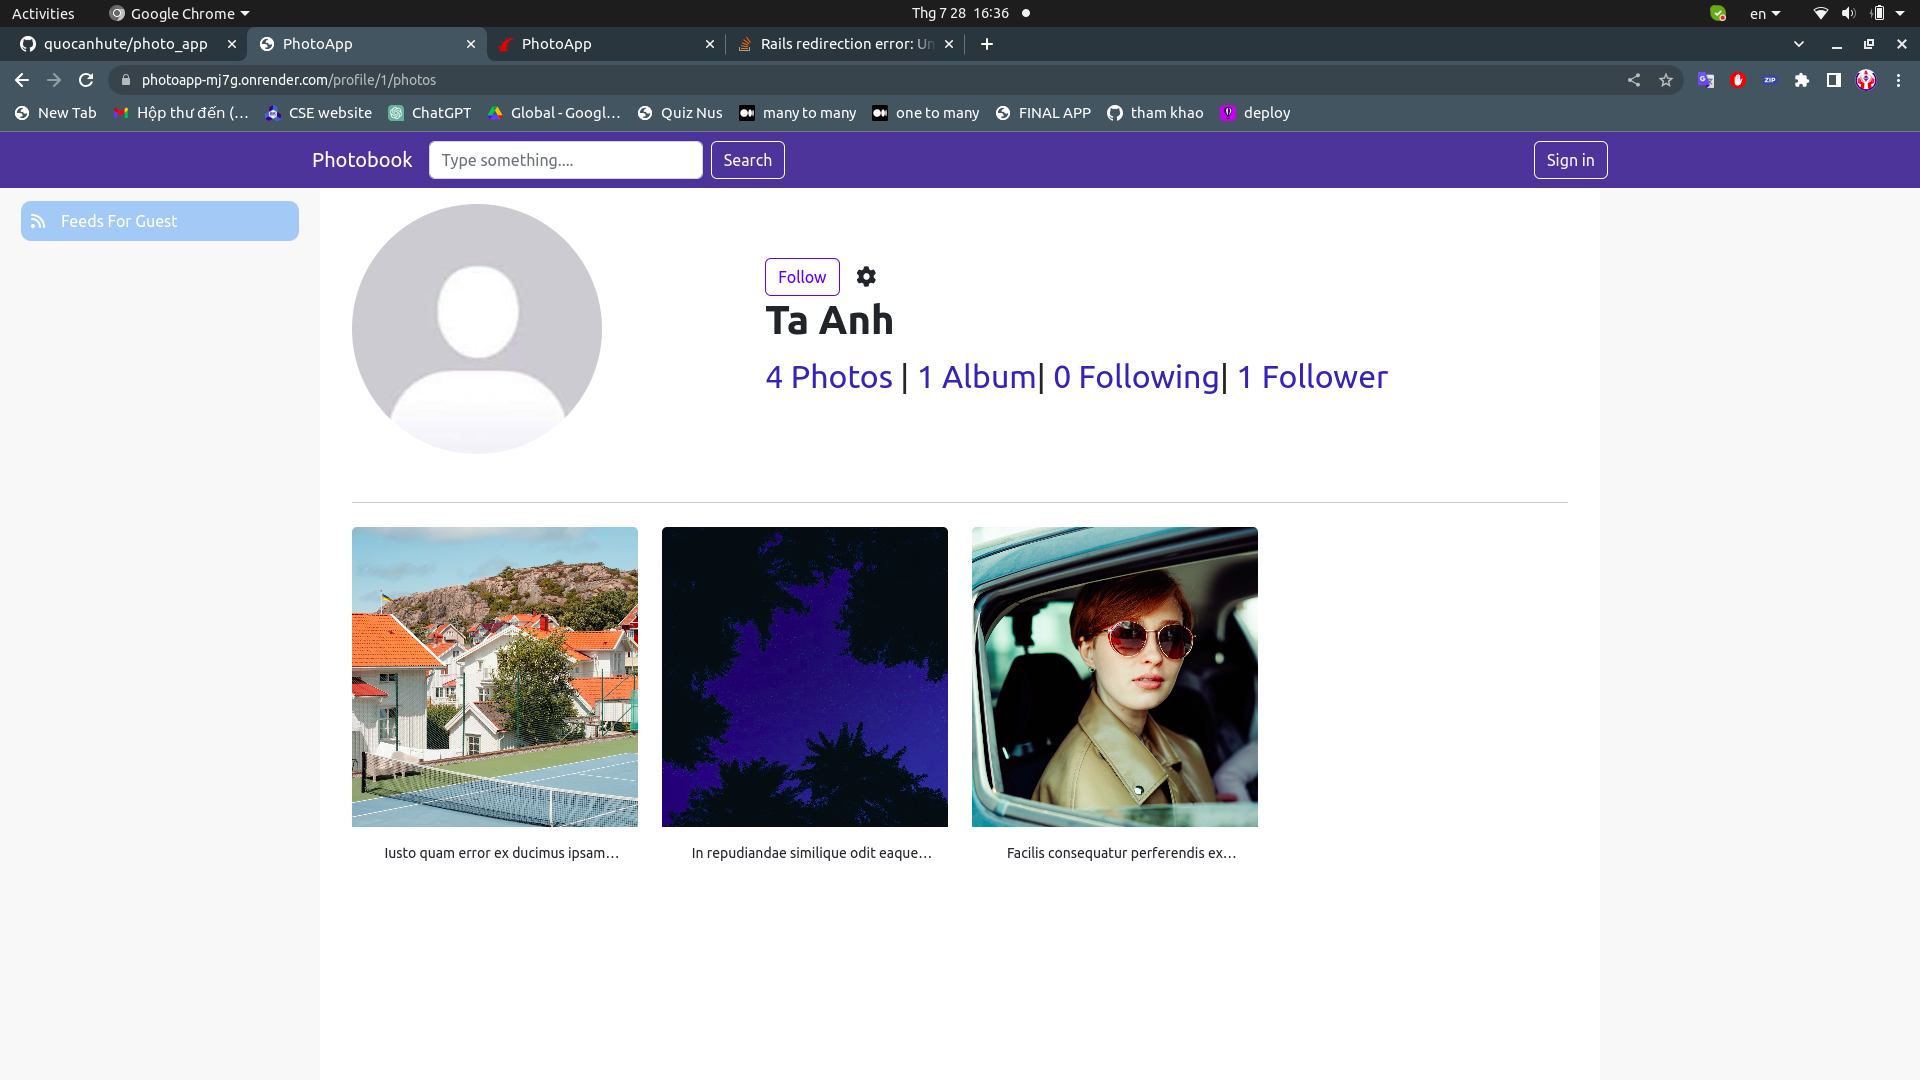 Activities Google Chrome Thg 7 28 16:36 en
quocanhute/photo_app PhotoApp PhotoApp Rails redirection error: Un
photoapp-mj7g.onrender.com/profile/1/photos
New Tab Hộp thư đến (… CSE website ChatGPT Global - Googl… Quiz Nus many to many one to many FINAL APP tham khao deploy
Photobook Type something.... Search Sign in
Feeds For Guest
Follow
Ta Anh
4 Photos | 1 Album| 0 Following| 1 Follower
Iusto quam error ex ducimus ipsam… In repudiandae similique odit eaque… Facilis consequatur perferendis ex…